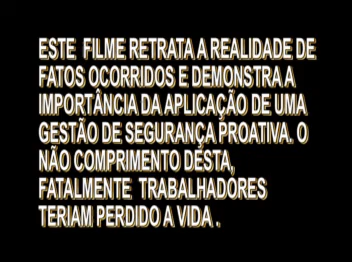 ESTE FILME RETRATA A REALIDADE DE
FATOS OCORRIDOS E DEMONSTRA A
IMPORTÂNCIA DA APLICAÇÃO DE UMA
GESTÃO DE SEGURANÇA PROATIVA. O
NÃO COMPRIMENTO DESTA,
FATALMENTE TRABALHADORES
TERIAM PERDIDO A VIDA .